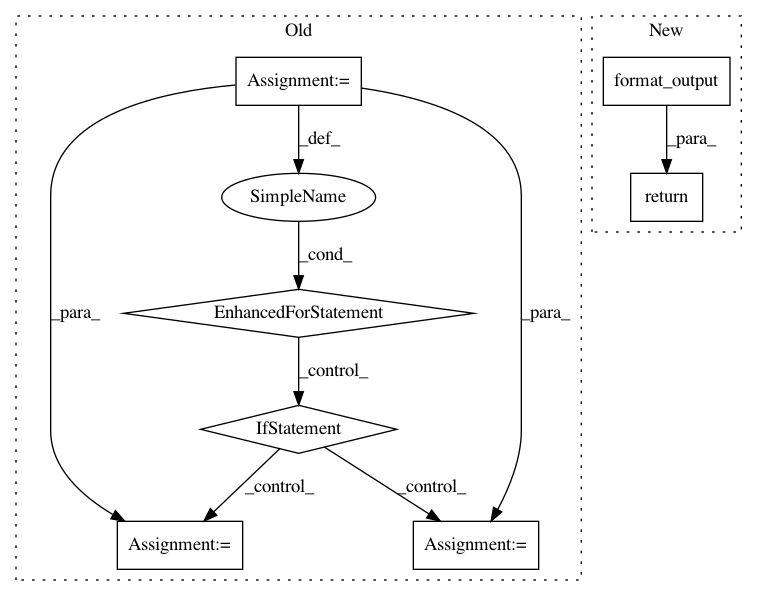 Old
New
Assignment:=
format_output
_def_
_para_
SimpleName
return
_cond_
EnhancedForStatement
_para_
_para_
_control_
IfStatement
_control_
_control_
Assignment:=
Assignment:=